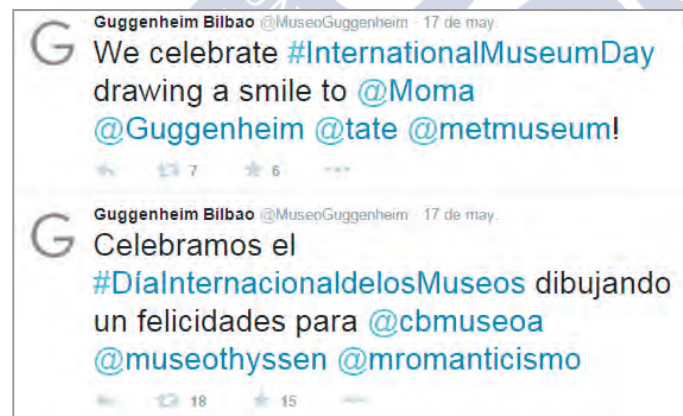 Guggenheim Bilbao @MuseoGuggenheim · 17 de may.
We celebrate #InternationalMuseumDay
drawing a smile to @Moma
@Guggenheim @tate @metmuseum!
7 6
Guggenheim Bilbao @MuseoGuggenheim · 17 de may.
Celebramos el
#DíaInternacionaldelosMuseos dibujando
un felicidades para @cbmuseoa
@museothyssen @mromanticismo
18 15